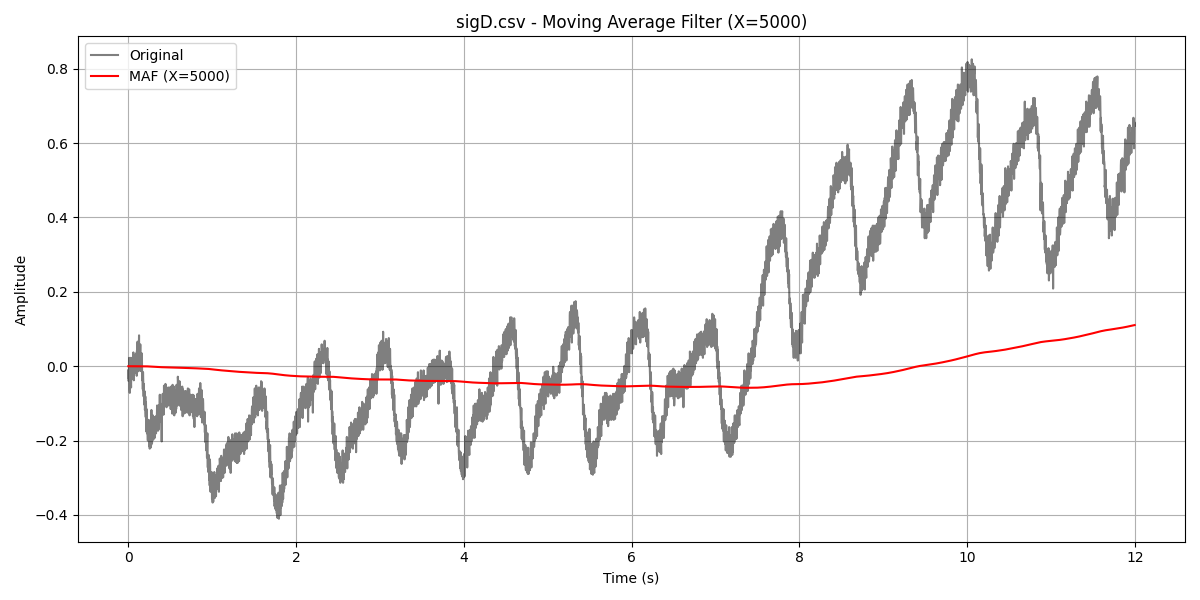 sigD.csv - Moving Average Filter (X=5000)
Original
MAF (X=5000)
Amplitude
0.8
0.6
0.4
0.2
0.0
−0.2
−0.4
0 2 4 6 8 10 12
Time (s)